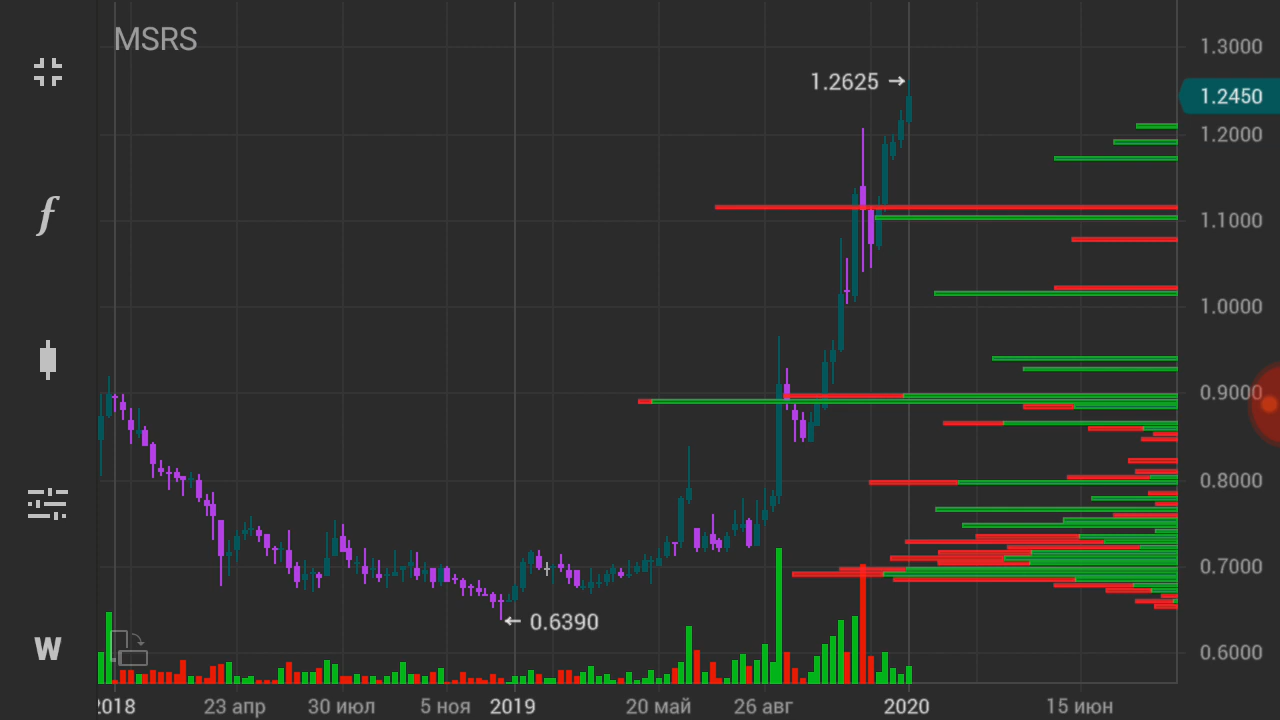 MSRS
1.2625
0.6390
1.3000
1.2450
1.2000
1.1000
1.0000
0.9000
0.8000
0.7000
0.6000
f
W
2018
23 апр
30 июл
5 ноя
2019
20 май
26 авг
2020
15 июн